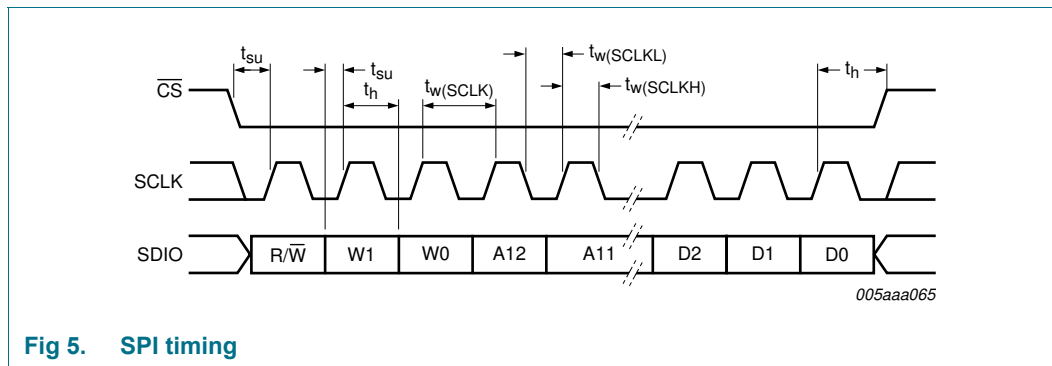 tsu
tsu
th
tw(SCLK)
tw(SCLKL)
tw(SCLKH)
th
CS
SCLK
SDIO
R/W
W1
W0
A12
A11
D2
D1
D0
005aaa065
Fig 5. SPI timing